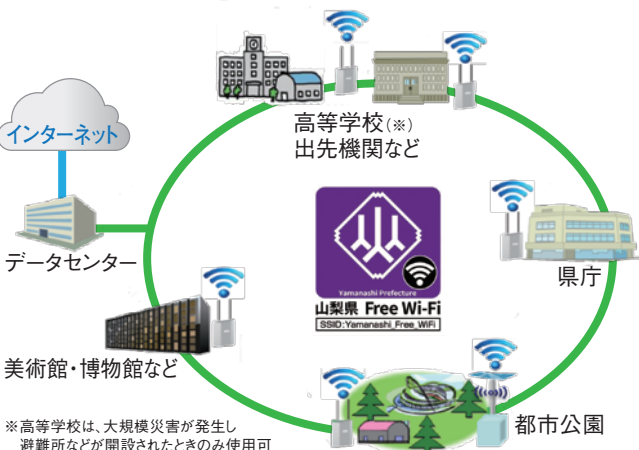 高等学校(※)
出先機関など
インターネット
データセンター
県庁
Yamanashi Prefecture
山梨県 Free Wi-Fi
SSID:Yamanashi_Free_WiFi
美術館・博物館など
都市公園
※高等学校は、大規模災害が発生し
避難所などが開設されたときのみ使用可